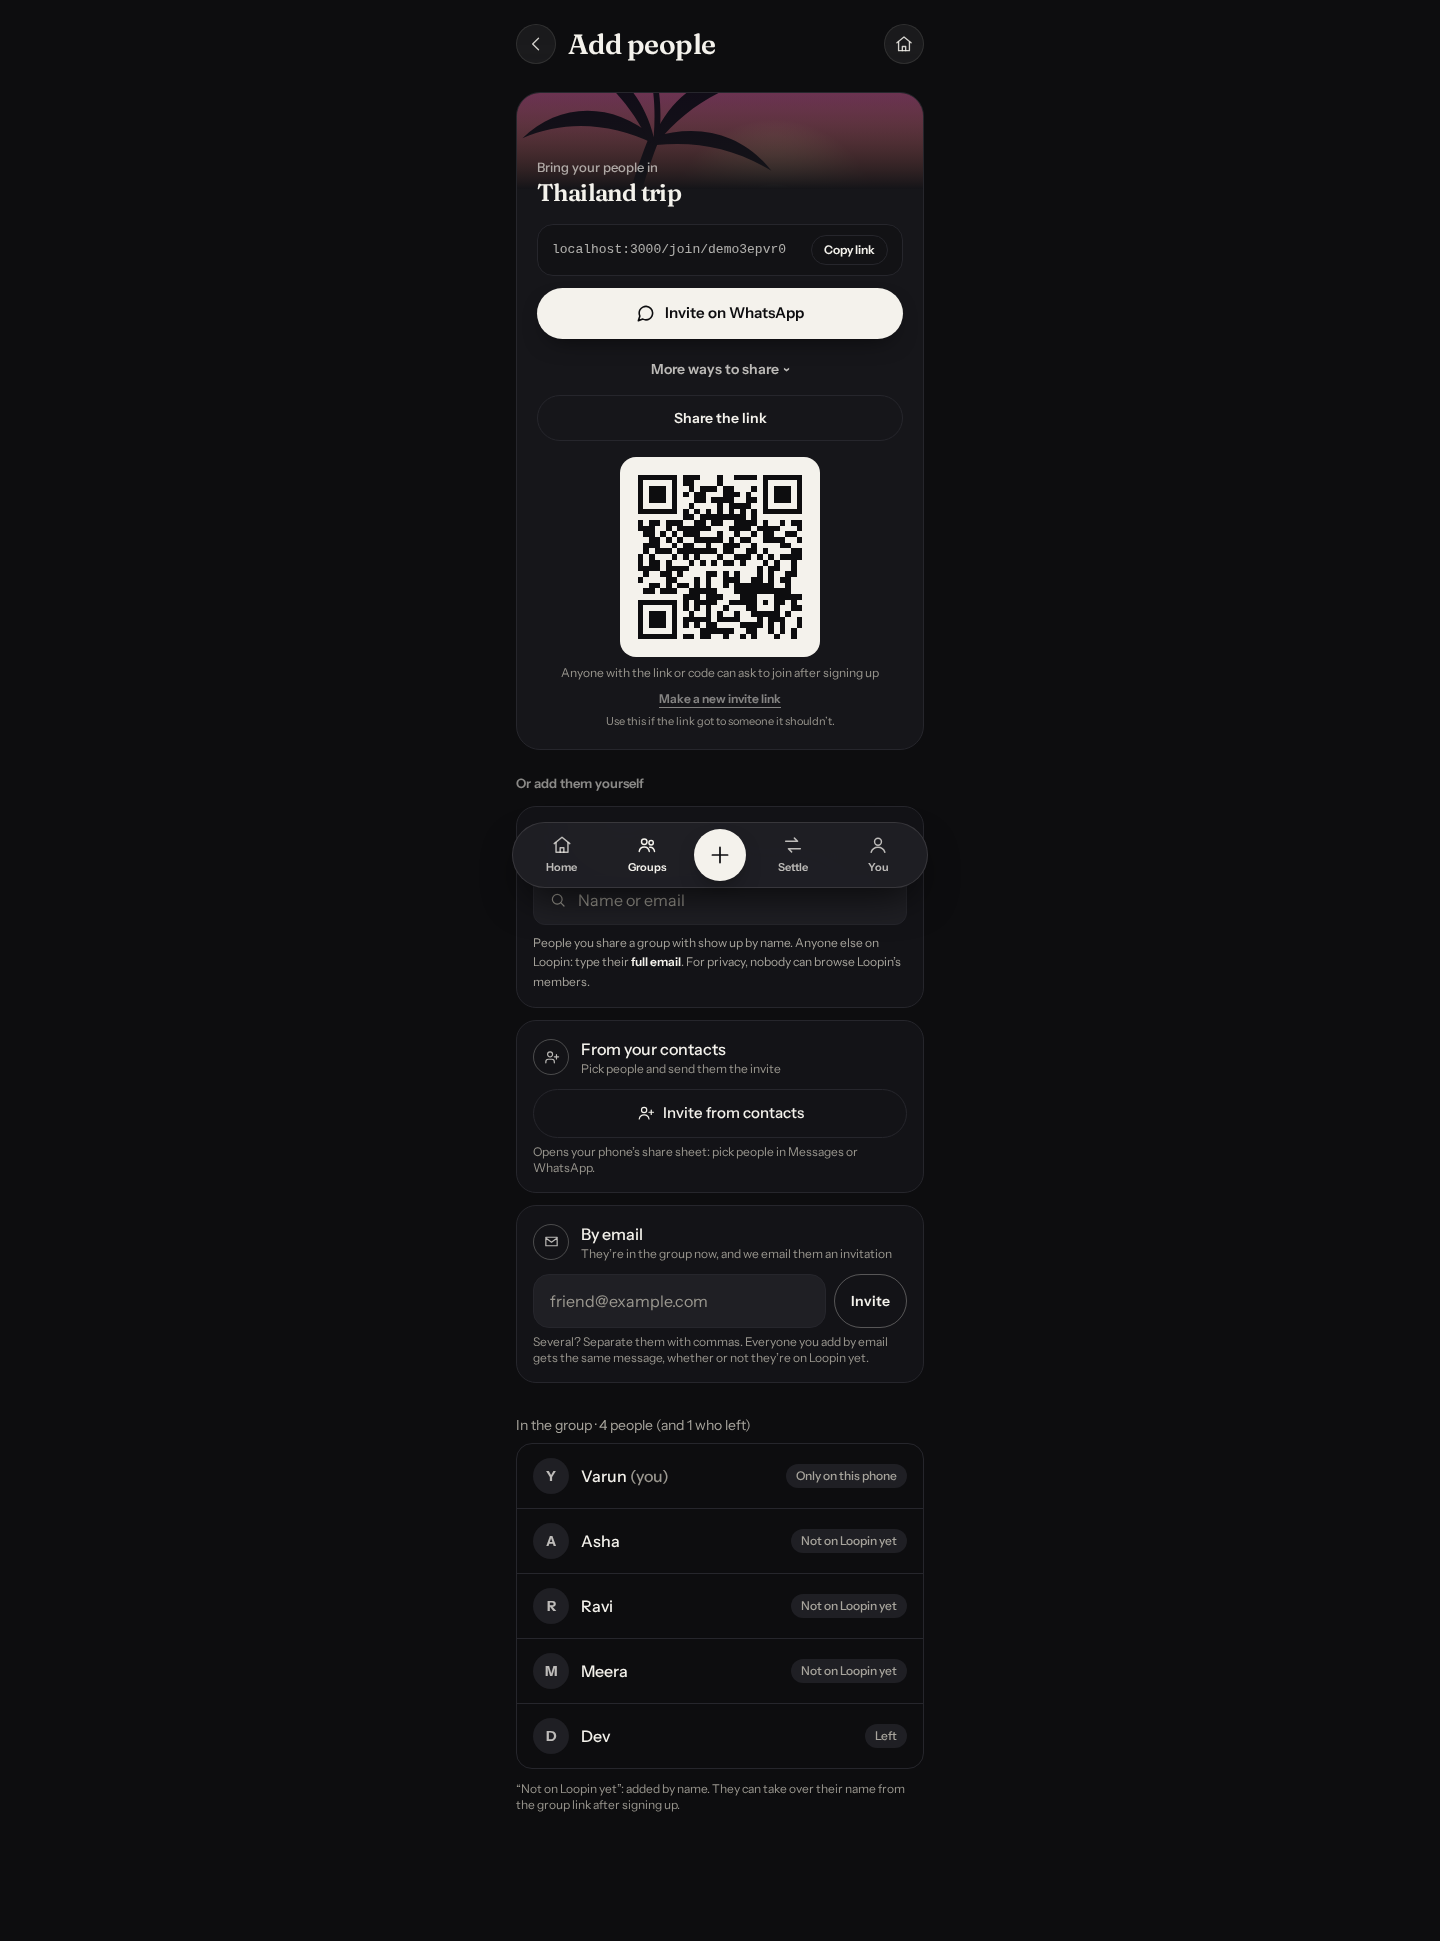 Add people
Bring your people in
Thailand trip
localhost:3000/join/demo3epvr0
Copy link
Invite on WhatsApp
More ways to share
Share the link
Anyone with the link or code can ask to join after signing up
Make a new invite link
Use this if the link got to someone it shouldn't.
Or add them yourself
Home
Groups
Settle
You
Name or email
People you share a group with show up by name. Anyone else on
Loopin: type their full email. For privacy, nobody can browse Loopin's
members.
From your contacts
Pick people and send them the invite
Invite from contacts
Opens your phone's share sheet: pick people in Messages or
WhatsApp.
By email
They're in the group now, and we email them an invitation
friend@example.com
Invite
Several? Separate them with commas. Everyone you add by email
gets the same message, whether or not they're on Loopin yet.
In the group · 4 people (and 1 who left)
Y
Varun (you)
Only on this phone
A
Asha
Not on Loopin yet
R
Ravi
Not on Loopin yet
M
Meera
Not on Loopin yet
D
Dev
Left
“Not on Loopin yet”: added by name. They can take over their name from
the group link after signing up.